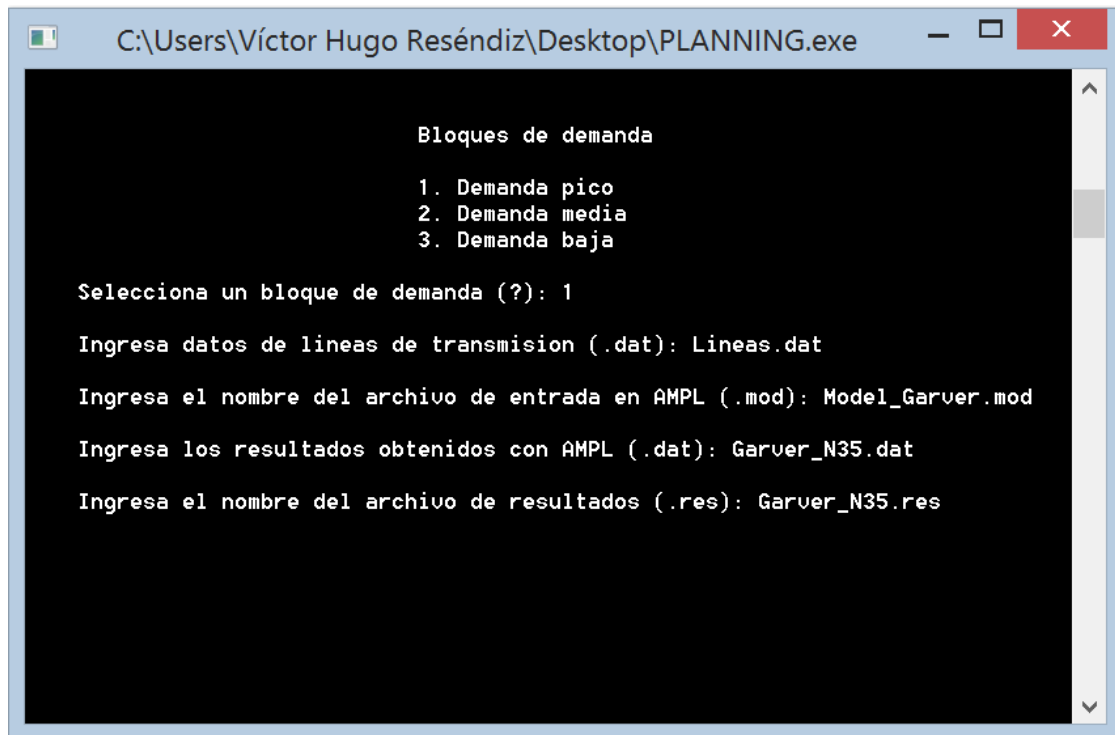 C:\Users\Víctor Hugo Reséndiz\Desktop\PLANNING.exe
Bloques de demanda
1. Demanda pico
2. Demanda media
3. Demanda baja
Selecciona un bloque de demanda (?): 1
Ingresa datos de lineas de transmision (.dat): Lineas.dat
Ingresa el nombre del archivo de entrada en AMPL (.mod): Model_Garver.mod
Ingresa los resultados obtenidos con AMPL (.dat): Garver_N35.dat
Ingresa el nombre del archivo de resultados (.res): Garver_N35.res